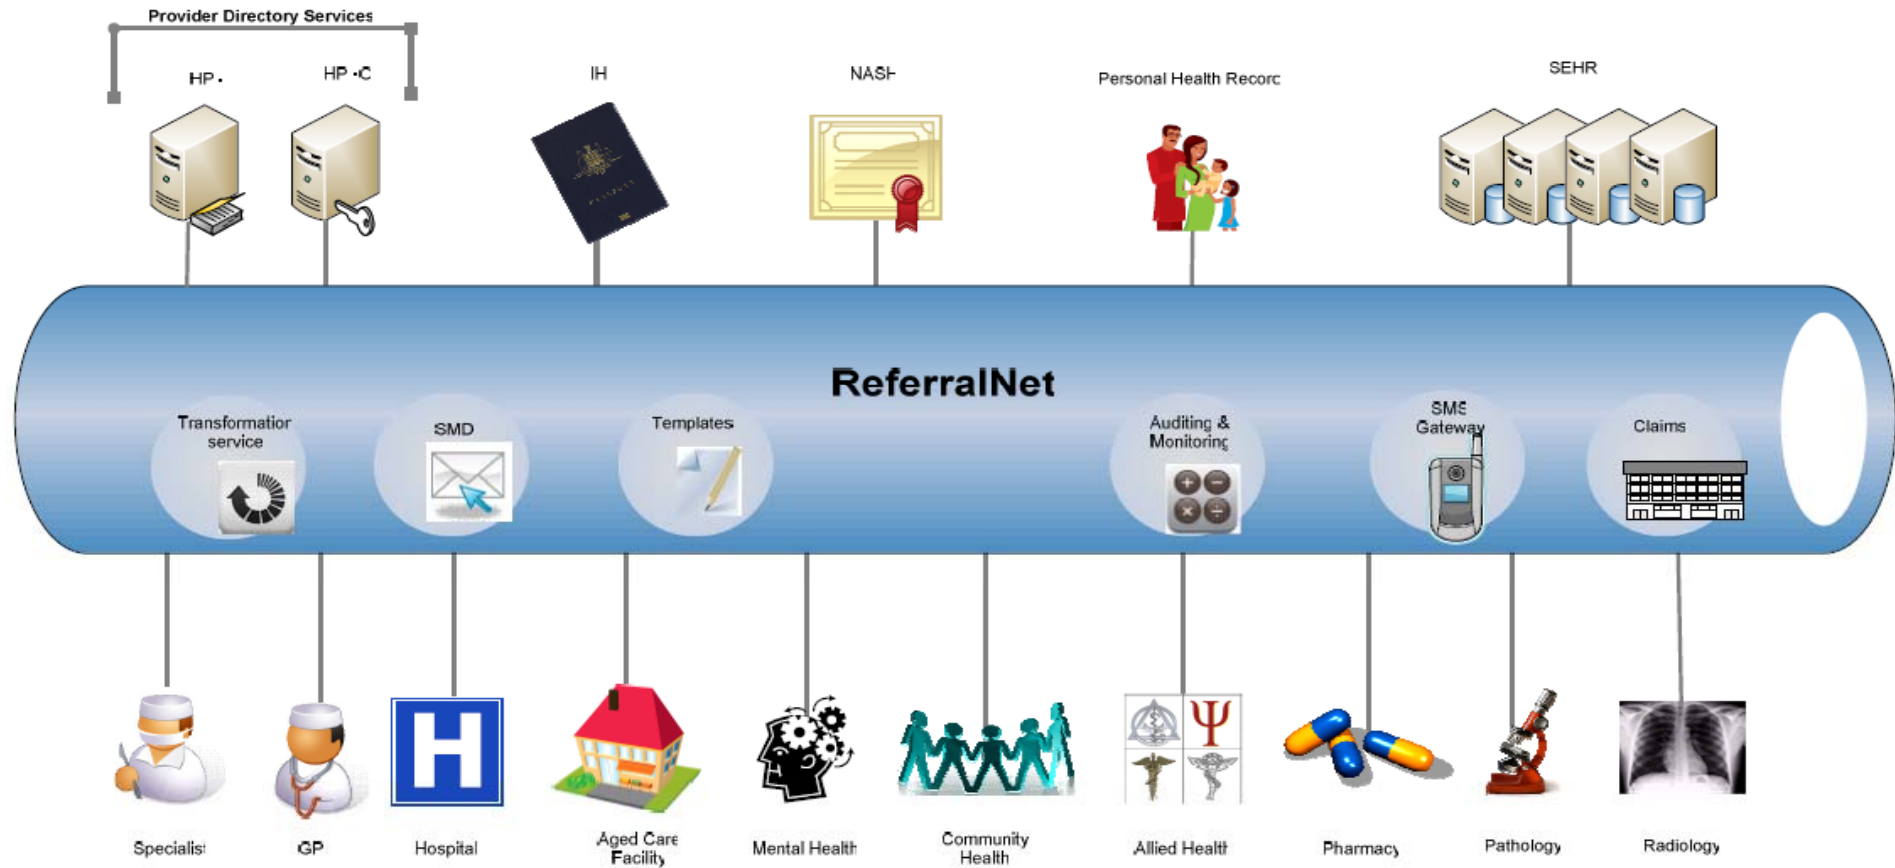 Provider Directory Services
HP -
HP -C
IH
NASH
Personal Health Record
SEHR
ReferralNet
Transformation
service
SMD
Templates
Auditing &
Monitoring
SMS
Gateway
Claims
Specialist
GP
Hospital
Aged Care
Facility
Mental Health
Community
Health
Allied Health
Pharmacy
Pathology
Radiology